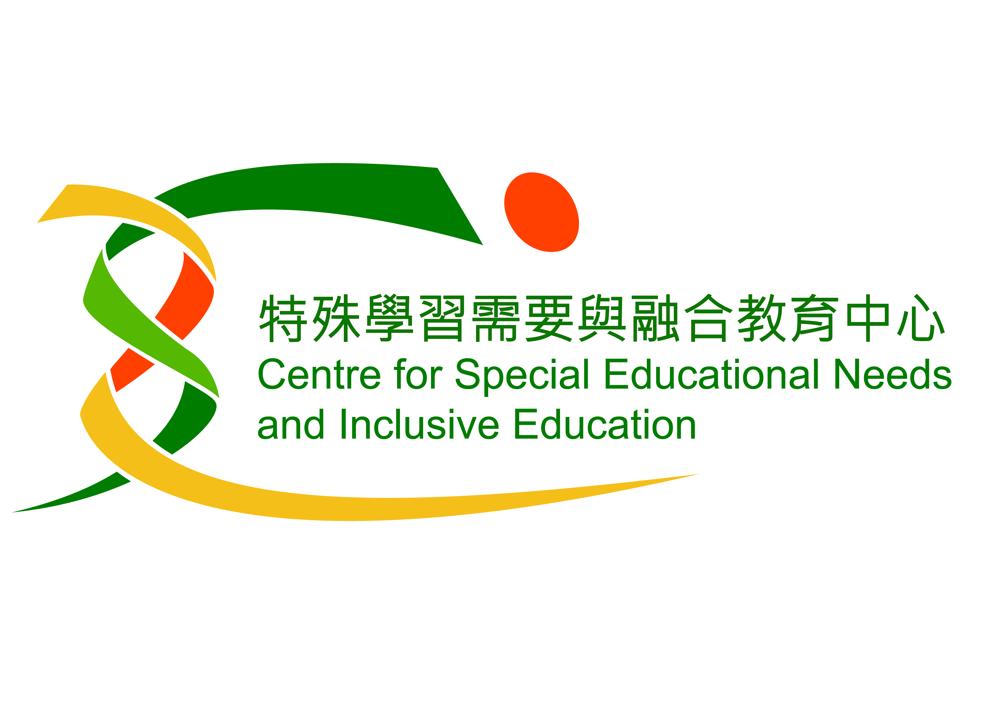 特殊學習需要與融合教育中心
Centre for Special Educational Needs
and Inclusive Education